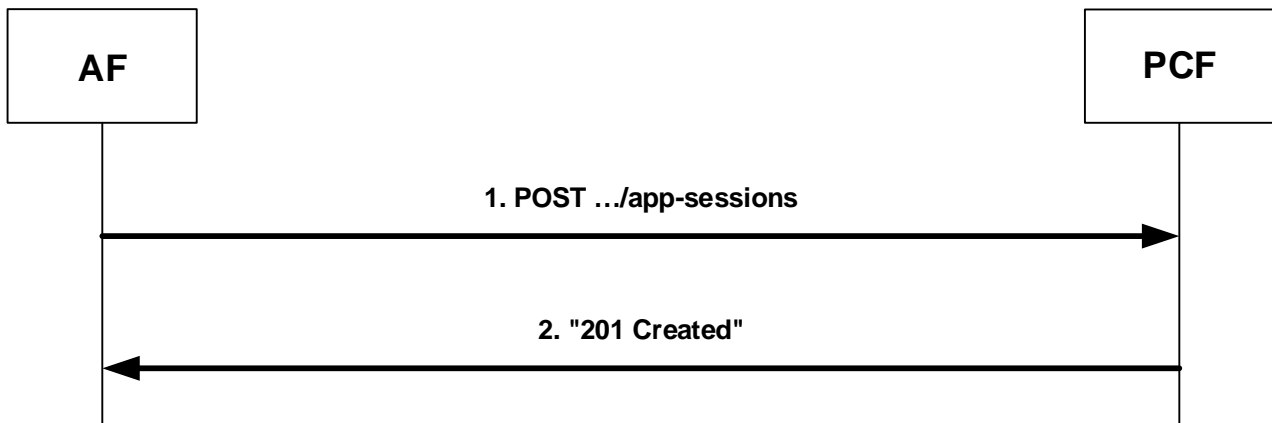 AF
PCF
1. POST …/app-sessions
2. "201 Created"